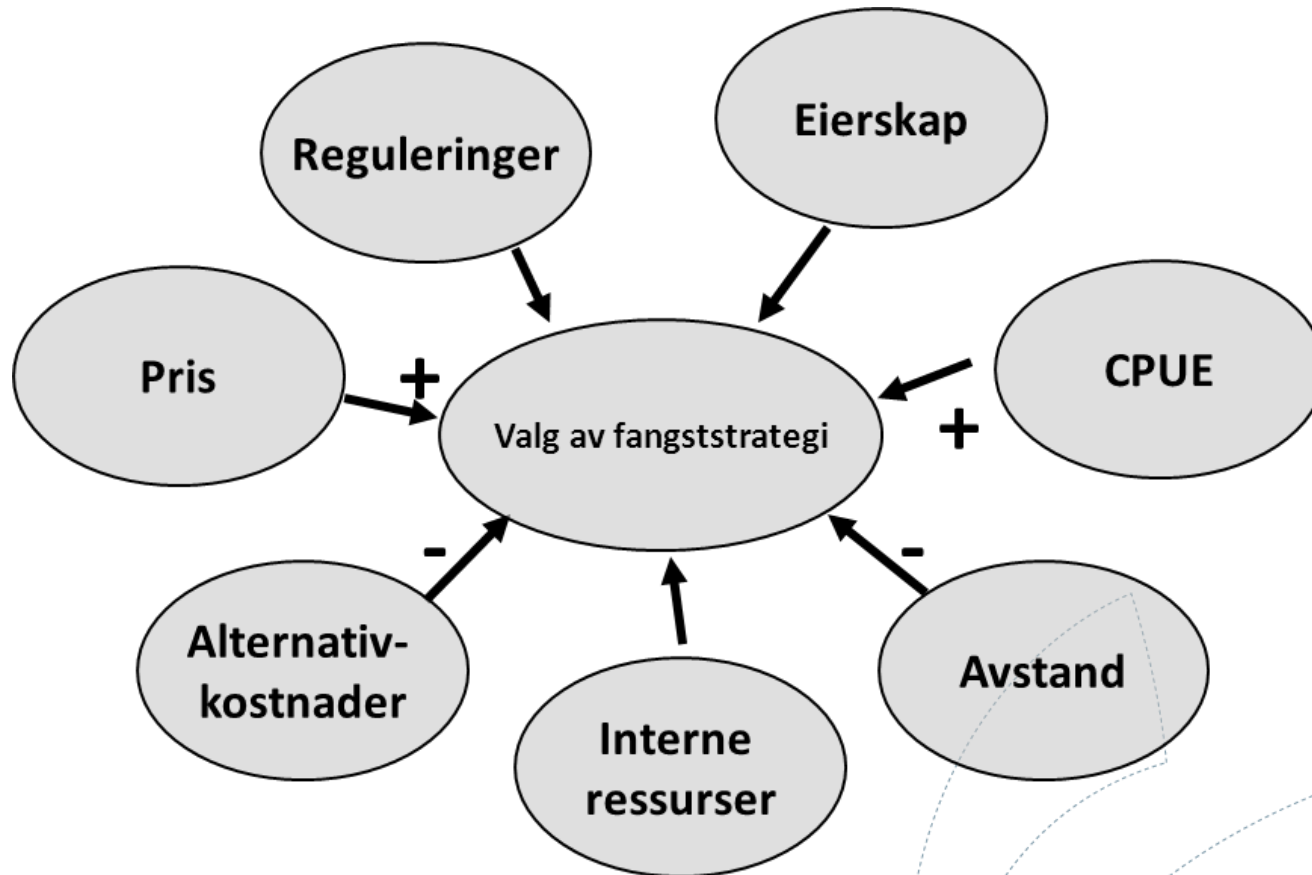 Reguleringer
Eierskap
Pris
+
Valg av fangststrategi
CPUE
+
-
Alternativ-
kostnader
Interne
ressurser
-
Avstand